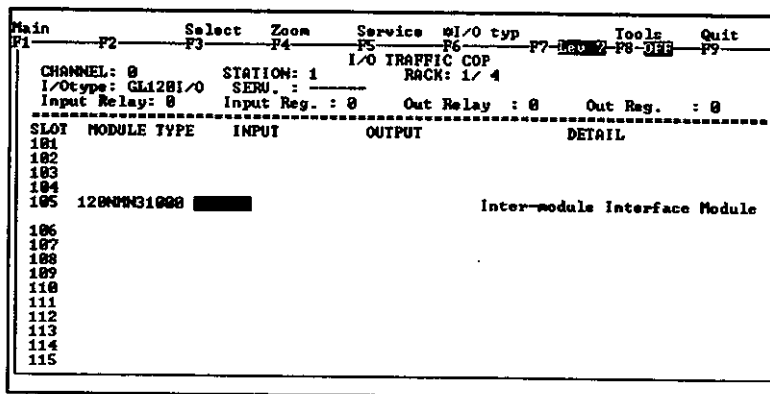 Main Select Zoom Service *I/O typ Tools Quit
F1 F2 F3 F4 F5 F6 F7 Lev ? F8 OFF F9
I/O TRAFFIC COP
CHANNEL: 0 STATION: 1 RACK: 1/ 4
I/Otype: GL120I/O SERV. : ------
Input Relay: 0 Input Reg. : 0 Out Relay : 0 Out Reg. : 0
SLOT MODULE TYPE INPUT OUTPUT DETAIL
101
102
103
104
105 120NMN31000 Inter-module Interface Module
106
107
108
109
110
111
112
113
114
115